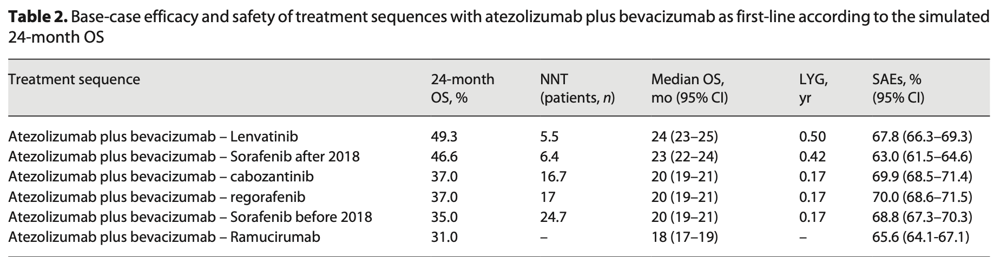 Table 2. Base-case efficacy and safety of treatment sequences with atezolizumab plus bevacizumab as first-line according to the simulated
24-month OS
Treatment sequence 24-month OS, % NNT (patients, n) Median OS, mo (95% CI) LYG, yr SAEs, % (95% CI)
Atezolizumab plus bevacizumab – Lenvatinib 49.3 5.5 24 (23–25) 0.50 67.8 (66.3–69.3)
Atezolizumab plus bevacizumab – Sorafenib after 2018 46.6 6.4 23 (22–24) 0.42 63.0 (61.5–64.6)
Atezolizumab plus bevacizumab – cabozantinib 37.0 16.7 20 (19–21) 0.17 69.9 (68.5–71.4)
Atezolizumab plus bevacizumab – regorafenib 37.0 17 20 (19–21) 0.17 70.0 (68.6–71.5)
Atezolizumab plus bevacizumab – Sorafenib before 2018 35.0 24.7 20 (19–21) 0.17 68.8 (67.3–70.3)
Atezolizumab plus bevacizumab – Ramucirumab 31.0 – 18 (17–19) – 65.6 (64.1-67.1)